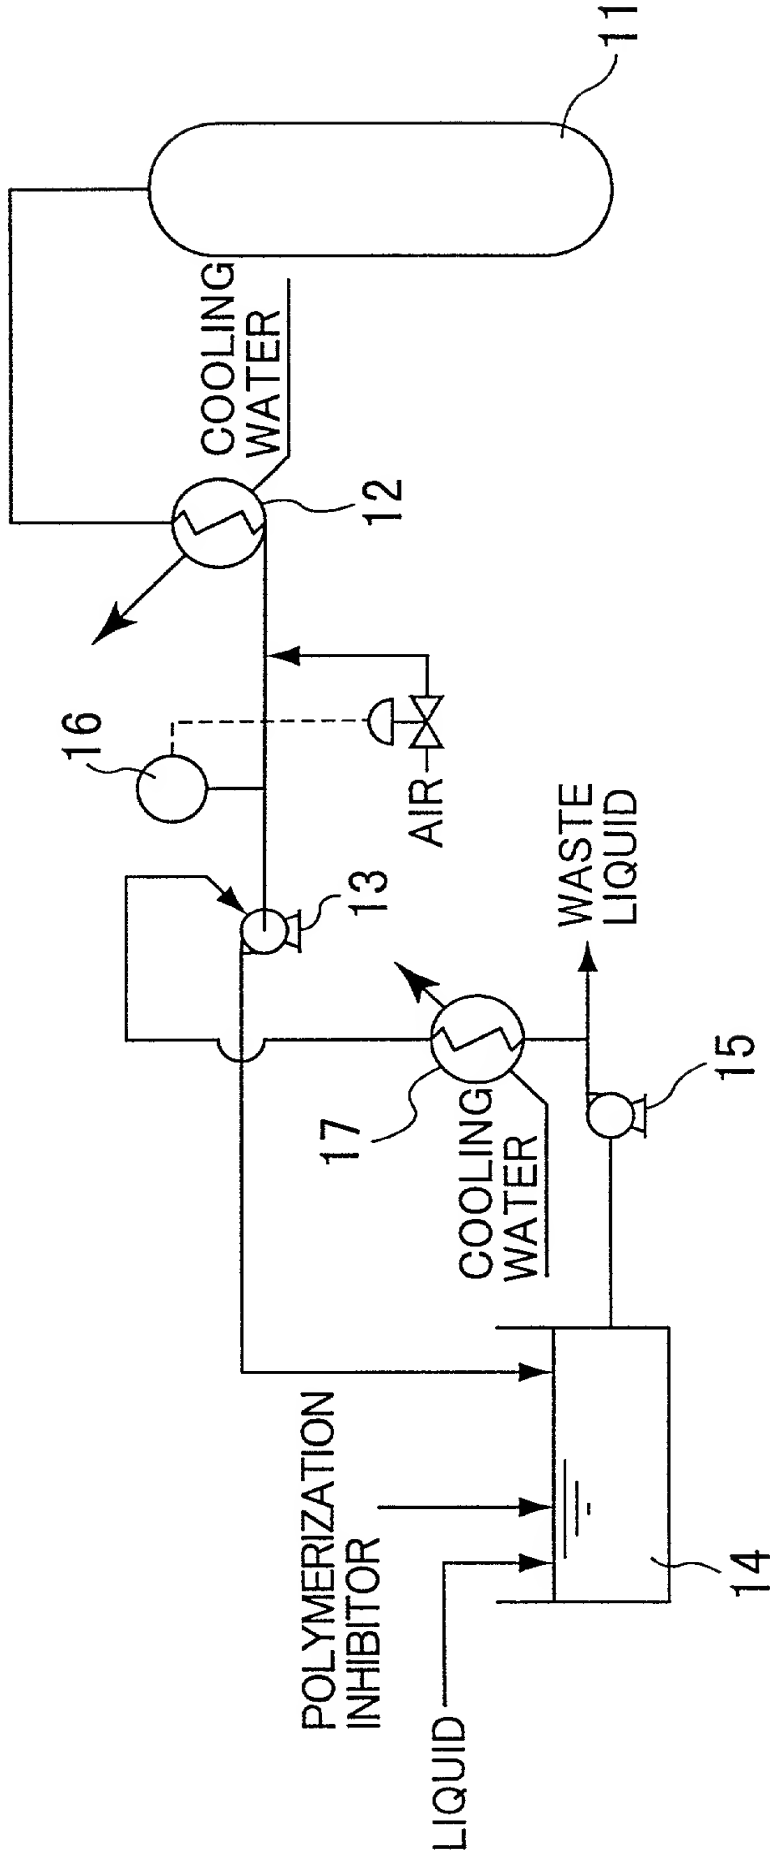 11
COOLING
WATER
12
16
AIR
13
WASTE
LIQUID
17
15
COOLING
WATER
POLYMERIZATION
INHIBITOR
14
LIQUID